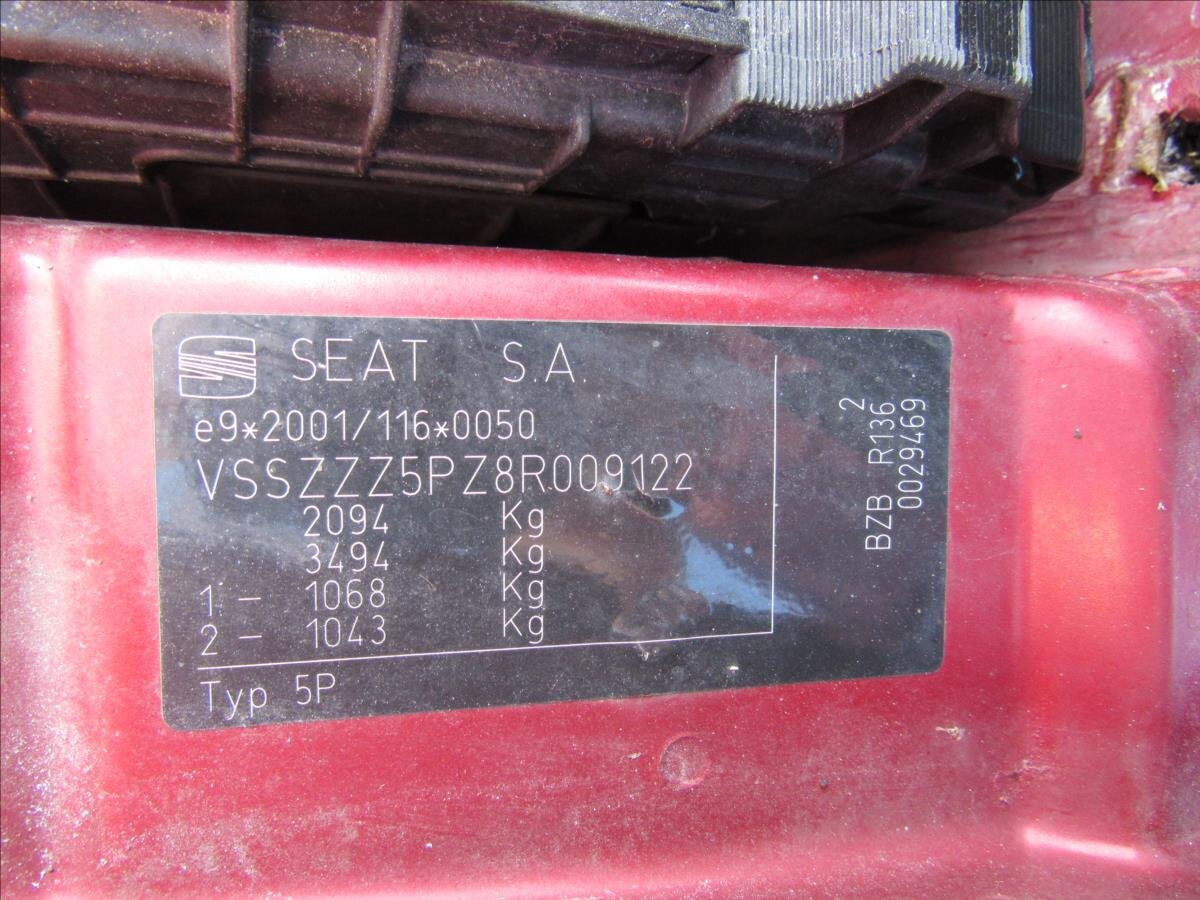 SEAT S.A.
e9*2001/116*0050
VSSZZZ5PZ8R009122
2094 Kg
3494 Kg
1 - 1068 Kg
2 - 1043 Kg
Typ 5P
BZB R136 2
0029469